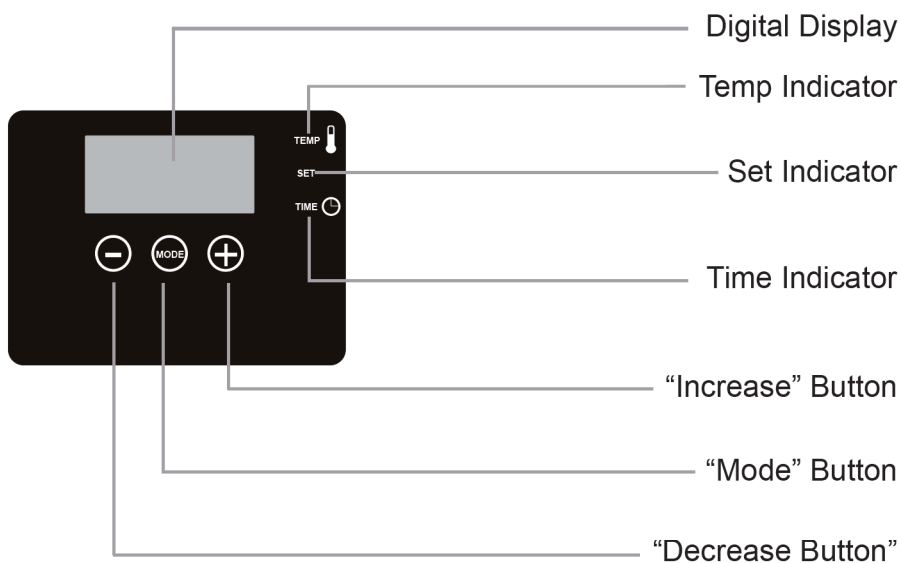 Digital Display
Temp Indicator
TEMP
SET
Set Indicator
TIME
MODE
Time Indicator
“Increase” Button
“Mode” Button
“Decrease Button”